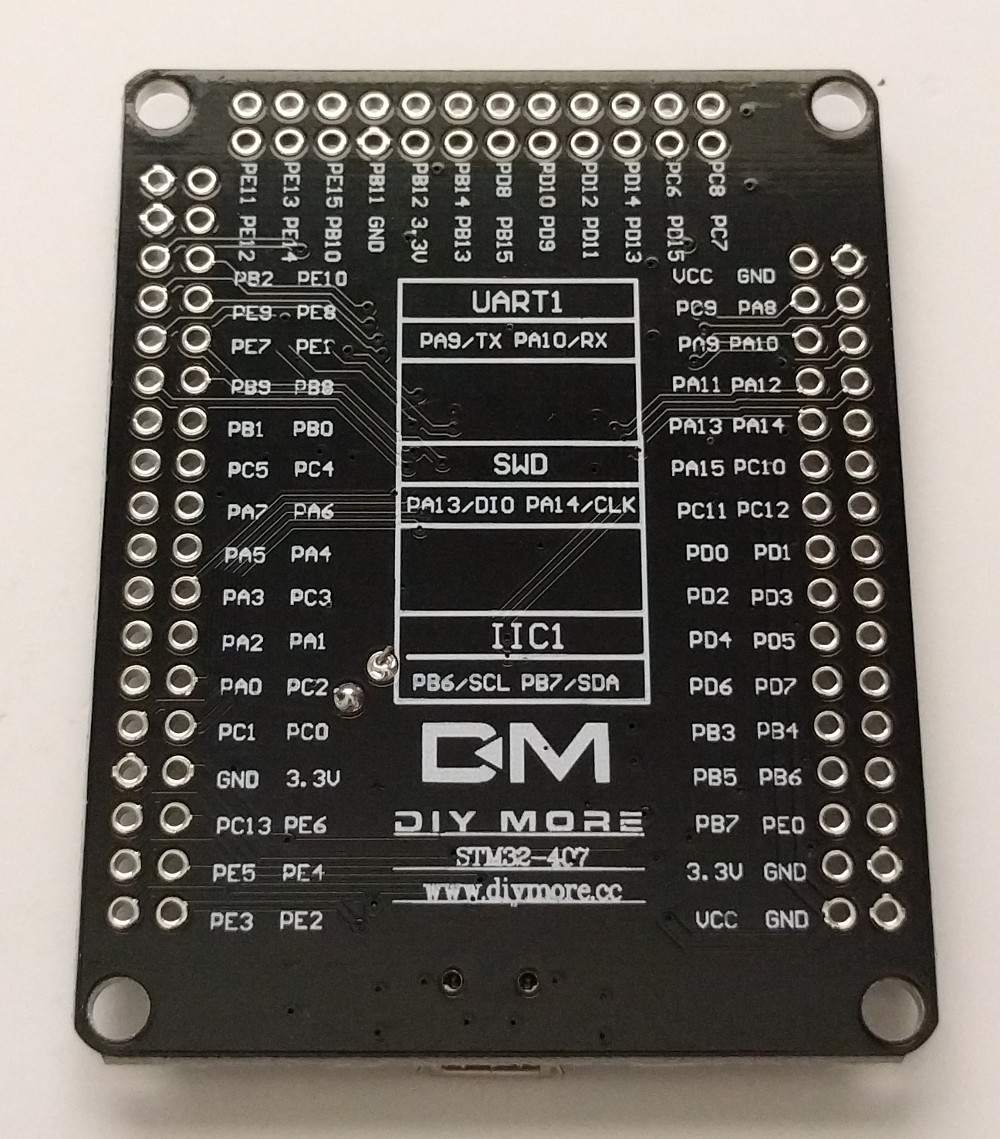 PE11 PE13 PE15 PB11 PB12 PB14 PD8 PD10 PD12 PD14 PC6 PC8
PE12 PE14 PB10 GND 3.3V PB13 PB15 PD9 PD11 PD13 PD15 PC7
PB2 PE10
PE9 PE8
PE7
PB9 PB8
PB1 PB0
PC5 PC4
PA7 PA6
PA5 PA4
PA3 PC3
PA2 PA1
PA0 PC2
PC1 PC0
GND 3.3V
PC13 PE6
PE5 PE4
PE3 PE2
UART1
PA9/TX PA10/RX
SWD
PA13/DIO PA14/CLK
IIC1
PB6/SCL PB7/SDA
DM
DIY MORE
STM32-407
www.diymore.cc
VCC GND
PC9 PA8
PA9 PA10
PA11 PA12
PA13 PA14
PA15 PC10
PC11 PC12
PD0 PD1
PD2 PD3
PD4 PD5
PD6 PD7
PB3 PB4
PB5 PB6
PB7 PE0
3.3V GND
VCC GND